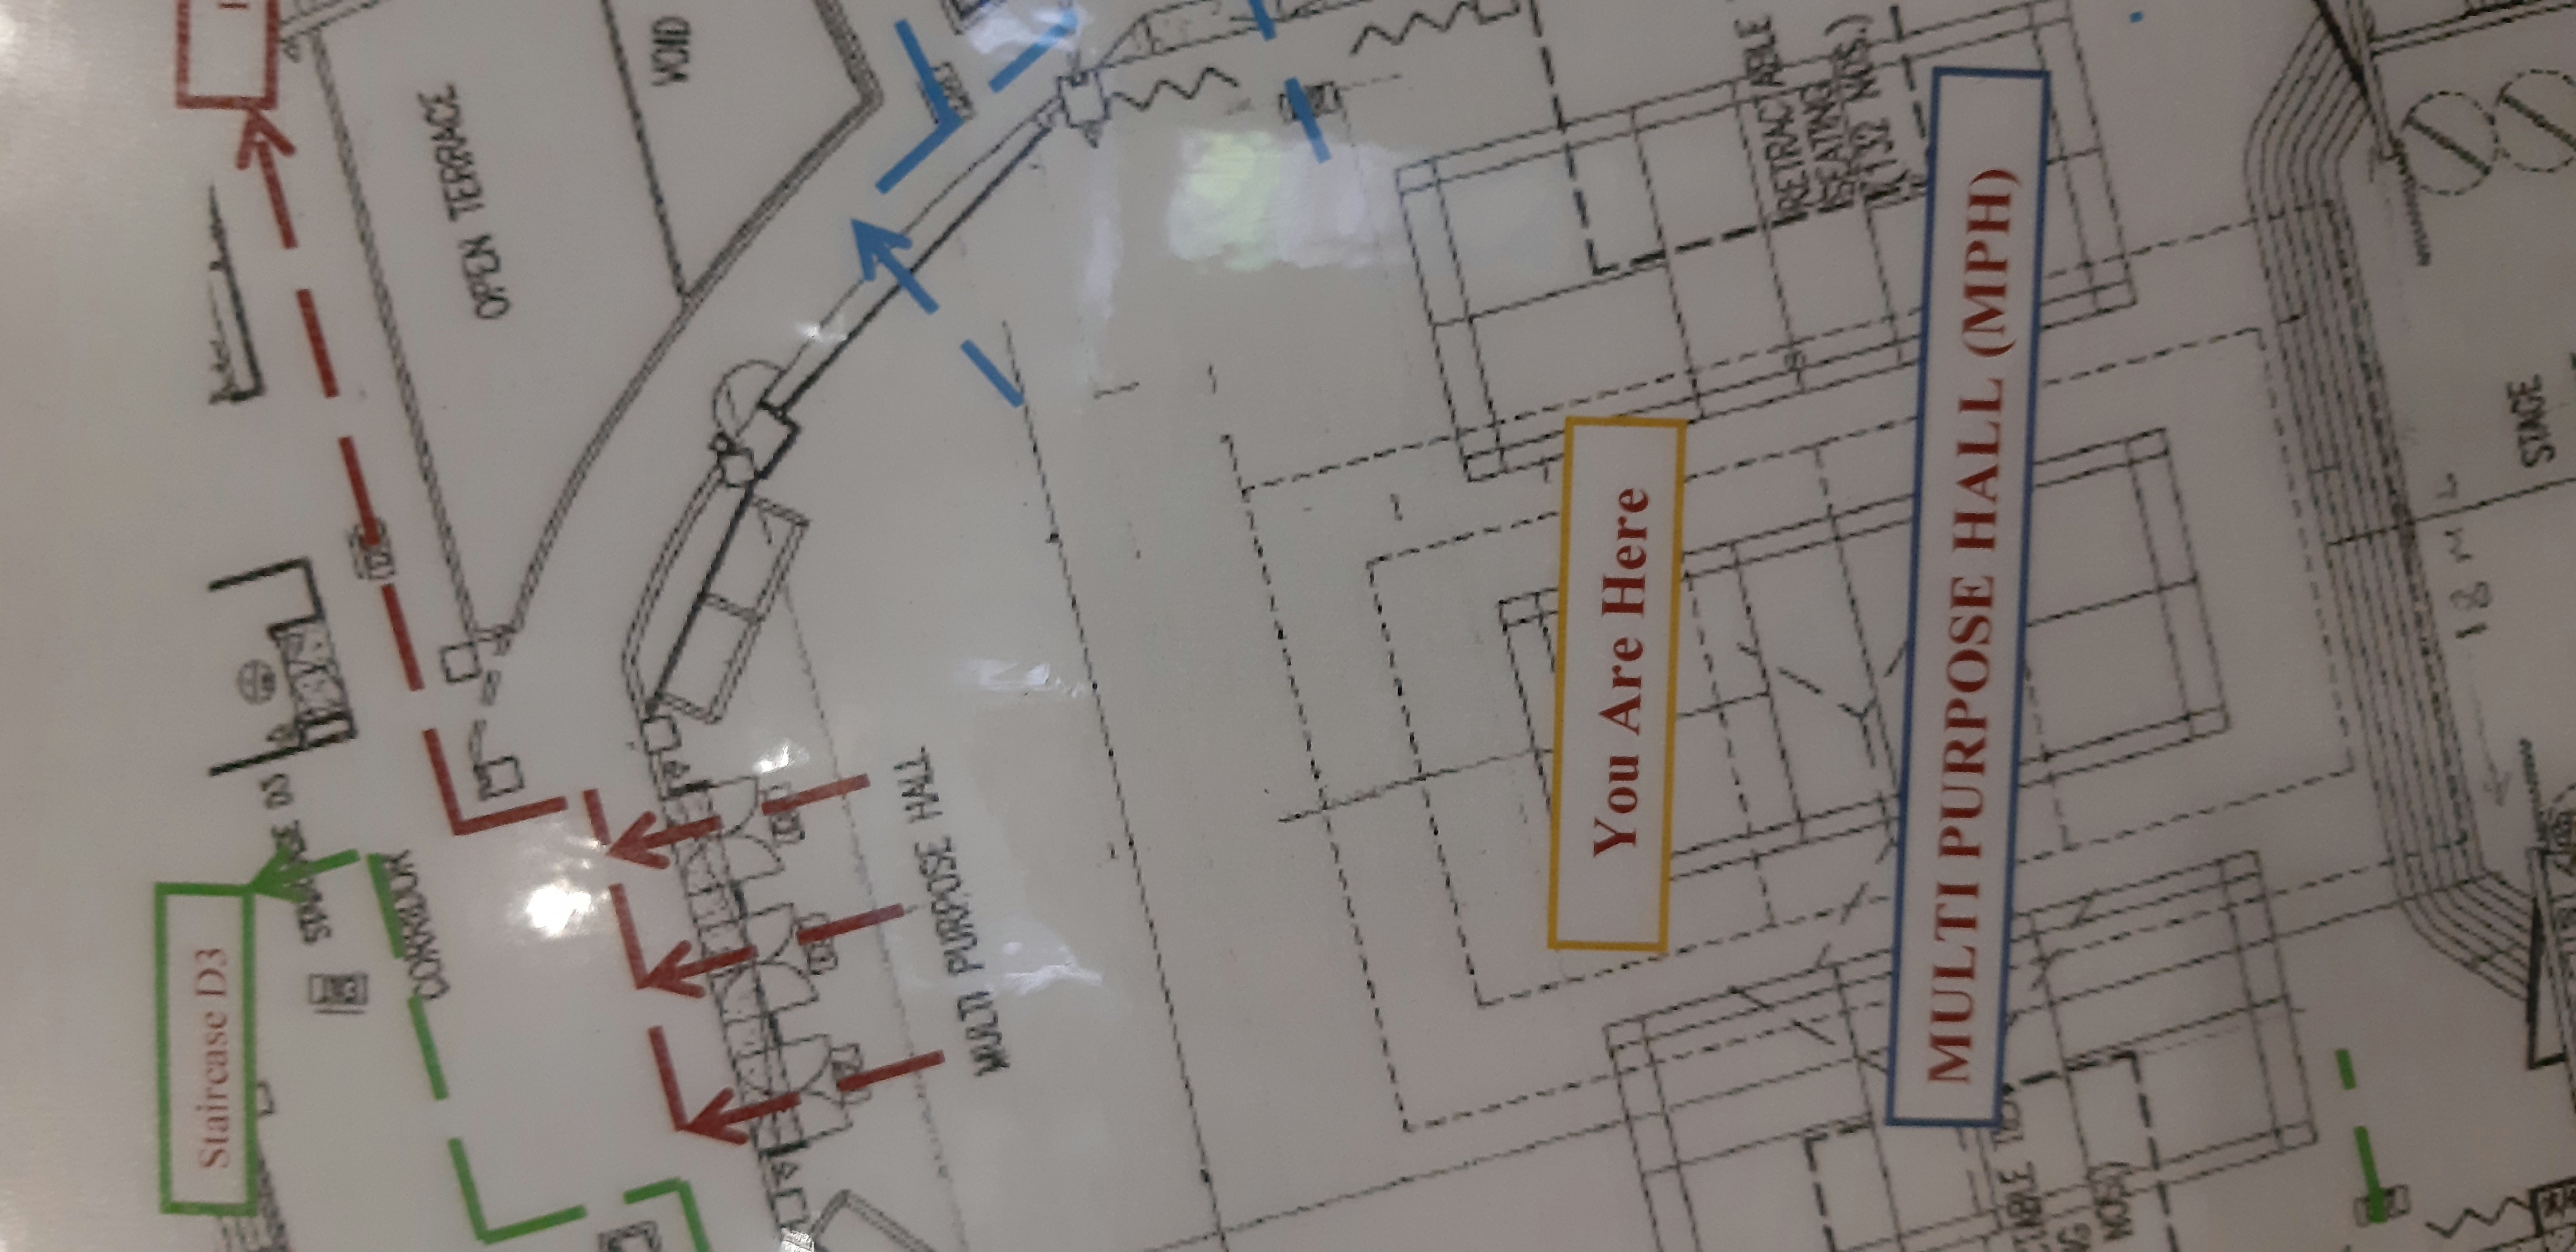 Staircase D3
STAIRCASE D3
CORRIDOR
OPEN TERRACE
VOID
MULTI PURPOSE HALL
You Are Here
RETRACTABLE
SEATING
(132 NOS.)
MULTI PURPOSE HALL (MPH)
NOS.)
18 m
STAGE